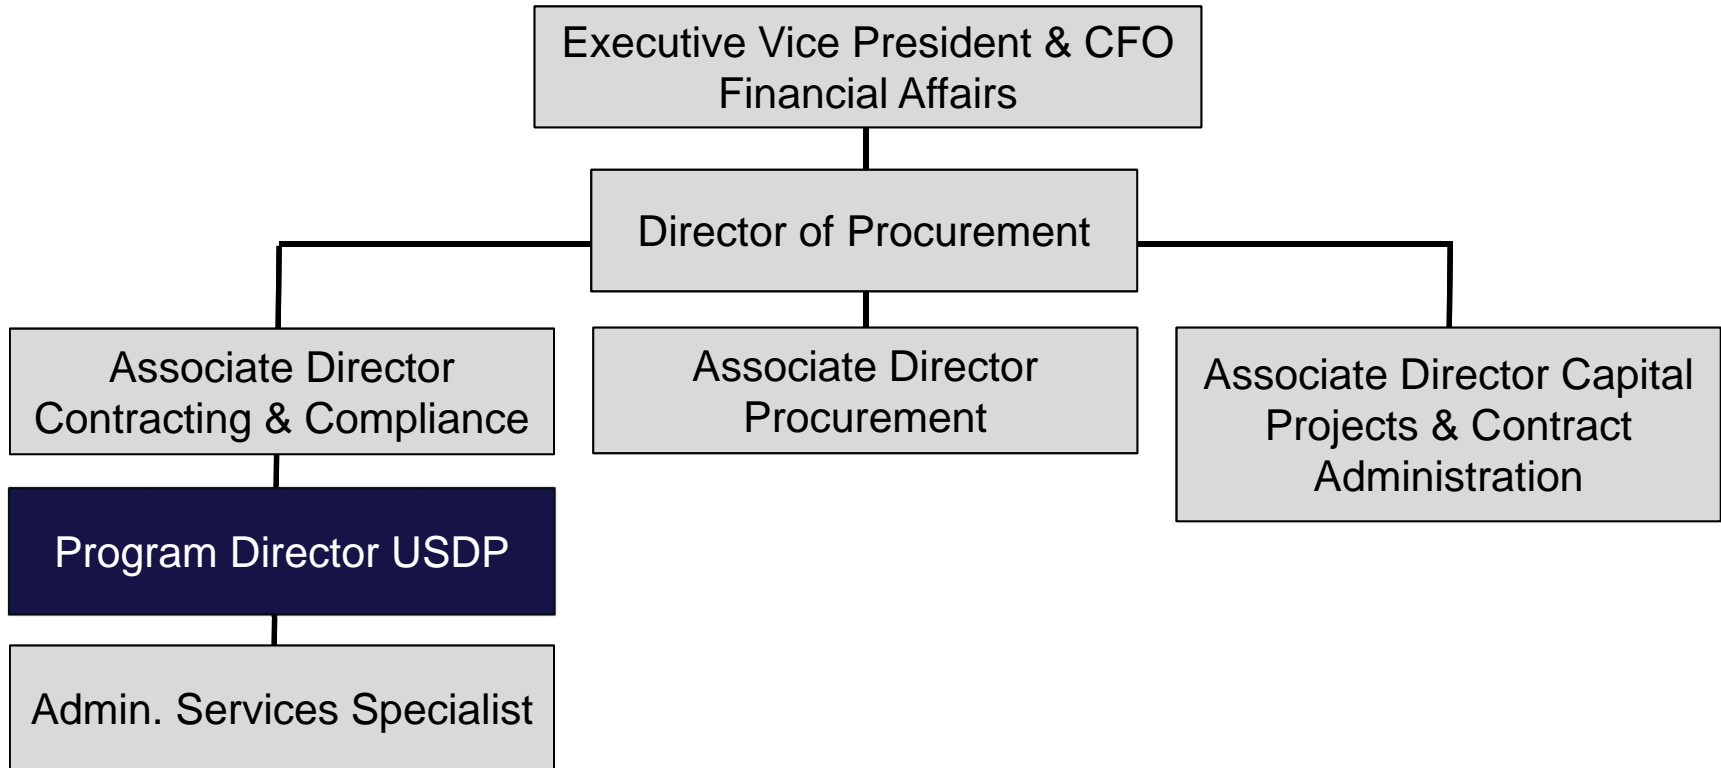 Executive Vice President & CFO
Financial Affairs
Director of Procurement
Associate Director
Contracting & Compliance
Associate Director
Procurement
Associate Director Capital
Projects & Contract
Administration
Program Director USDP
Admin. Services Specialist